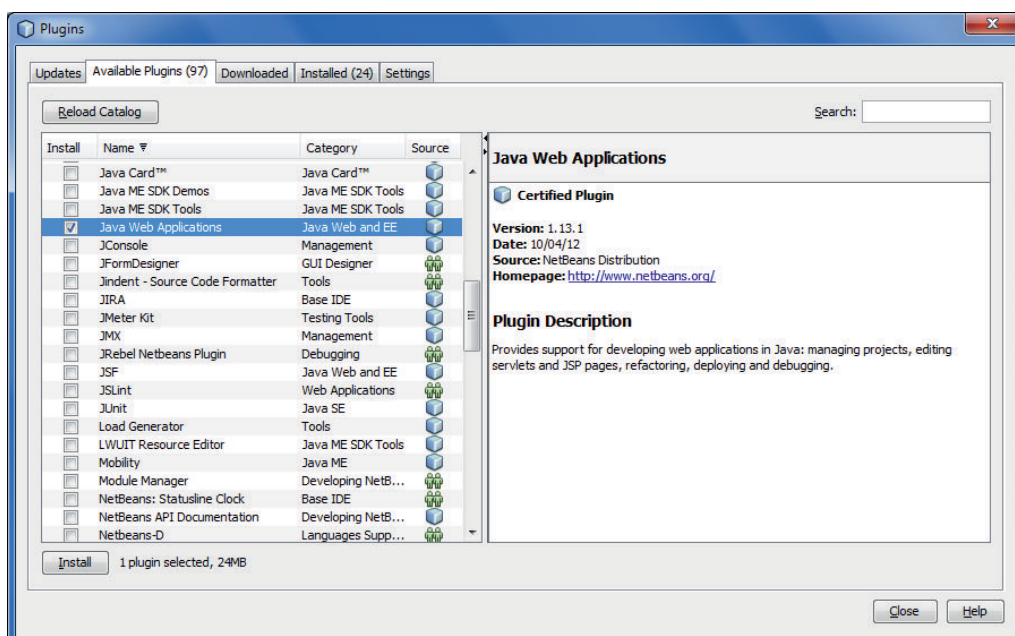 Plugins
Updates Available Plugins (97) Downloaded Installed (24) Settings
Reload Catalog Search:
Install Name Category Source
Java Card™ Java Card™
Java ME SDK Demos Java ME SDK Tools
Java ME SDK Tools Java ME SDK Tools
Java Web Applications Java Web and EE
JConsole Management
JFormDesigner GUI Designer
Jindent - Source Code Formatter Tools
JIRA Base IDE
JMeter Kit Testing Tools
JMX Management
JRebel Netbeans Plugin Debugging
JSF Java Web and EE
JSLint Web Applications
JUnit Java SE
Load Generator Tools
LWUIT Resource Editor Java ME SDK Tools
Mobility Java ME
Module Manager Developing NetB...
NetBeans: Statusline Clock Base IDE
NetBeans API Documentation Developing NetB...
Netbeans-D Languages Supp...
Java Web Applications
Certified Plugin
Version: 1.13.1
Date: 10/04/12
Source: NetBeans Distribution
Homepage: http://www.netbeans.org/
Plugin Description
Provides support for developing web applications in Java: managing projects, editing
servlets and JSP pages, refactoring, deploying and debugging.
Install 1 plugin selected, 24MB
Close Help